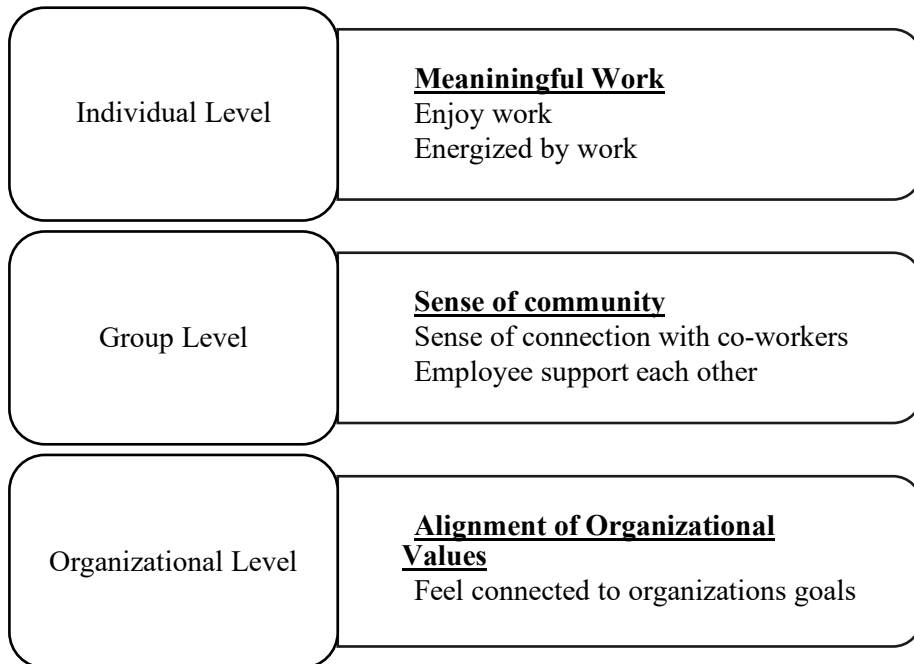 Individual Level
Meaniningful Work
Enjoy work
Energized by work
Group Level
Sense of community
Sense of connection with co-workers
Employee support each other
Organizational Level
Alignment of Organizational
Values
Feel connected to organizations goals